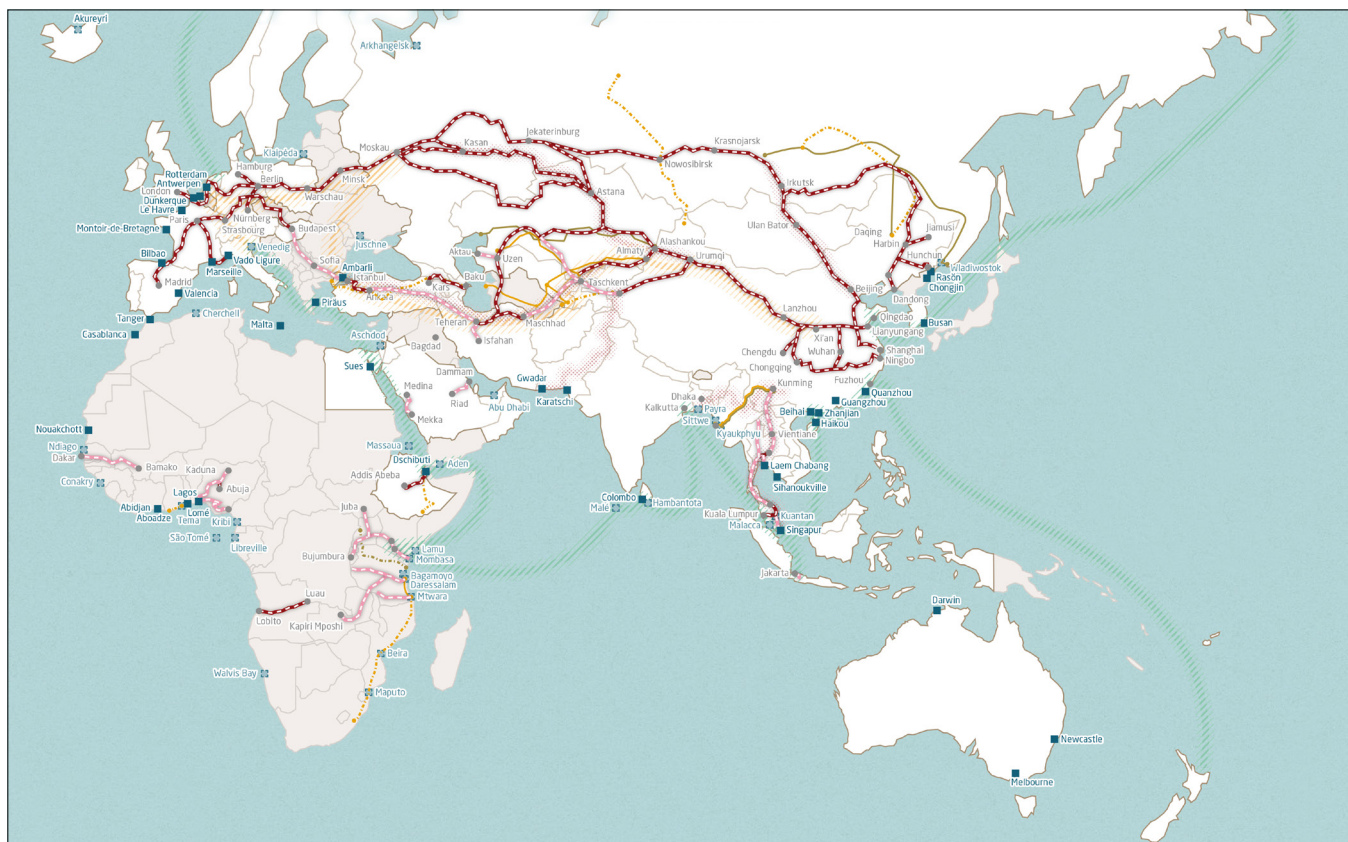 Akureyri
Arkhangelsk
Jekaterinburg
Krasnojarsk
Kasan
Moskau
Klaipėda
Nowosibirsk
Hamburg
Rotterdam
Antwerpen
Berlin
Minsk
Irkutsk
London
Dunkerque
Warschau
Astana
Le Havre
Paris
Nürnberg
Strasbourg
Budapest
Ulan Bator
Jiamusi
Daqing
Harbin
Montoir-de-Bretagne
Venedig
Juschne
Alashankou
Almaty
Urumqi
Hunchun
Wladiwostok
Bilbao
Vado Ligure
Marseille
Sofia
Ambarli
Istanbul
Aktau
Uzen
Rasŏn
Chongjin
Madrid
Valencia
Ankara
Kars
Baku
Taschkent
Beijing
Dandong
Tanger
Casablanca
Cherchell
Malta
Piräus
Teheran
Maschhad
Lanzhou
Qingdao
Lianyungang
Busan
Aschdod
Bagdad
Isfahan
Xi'an
Chengdu
Wuhan
Shanghai
Ningbo
Chongqing
Sues
Dammam
Medina
Riad
Mekka
Gwadar
Karatschi
Abu Dhabi
Kunming
Fuzhou
Quanzhou
Guangzhou
Dhaka
Kalkutta
Payra
Sittwe
Kyaukphyu
Beihai
Zhanjian
Haikou
Vientiane
Nouakchott
Ndiago
Dakar
Bamako
Conakry
Kaduna
Abuja
Massaua
Aden
Dschibuti
Addis Abeba
Laem Chabang
Sihanoukville
Lagos
Abidjan
Lomé
Aboadze
Tema
Kribi
São Tomé
Libreville
Juba
Colombo
Hambantota
Malé
Kuala Lumpur
Kuantan
Malacca
Singapur
Bujumbura
Lamu
Mombasa
Bagamoyo
Daressalam
Mtwara
Jakarta
Luau
Lobito
Kapiri Mposhi
Darwin
Walvis Bay
Beira
Maputo
Newcastle
Melbourne